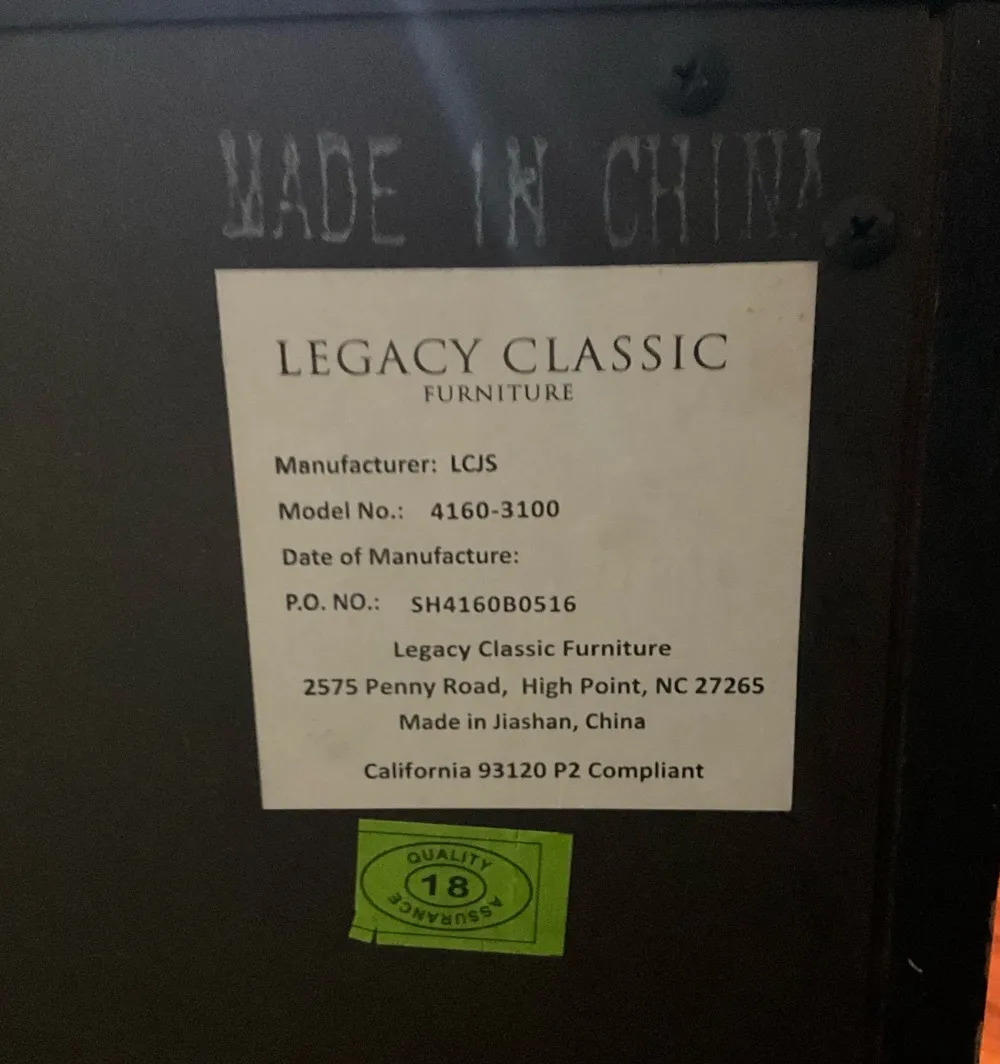 MADE IN CHINA
LEGACY CLASSIC
FURNITURE
Manufacturer: LCJS
Model No.: 4160-3100
Date of Manufacture:
P.O. NO.: SH4160B0516
Legacy Classic Furniture
2575 Penny Road, High Point, NC 27265
Made in Jiashan, China
California 93120 P2 Compliant
QUALITY
18
ASSURANCE